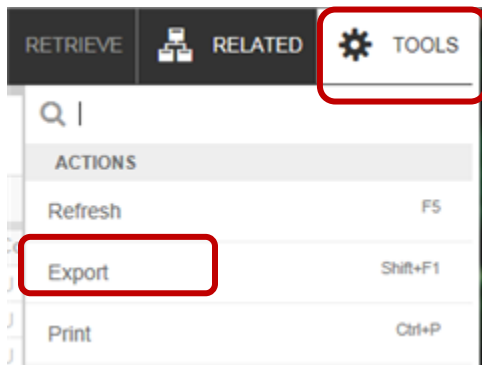 RETRIEVE RELATED TOOLS
ACTIONS
Refresh F5
Export Shift+F1
Print Ctrl+P